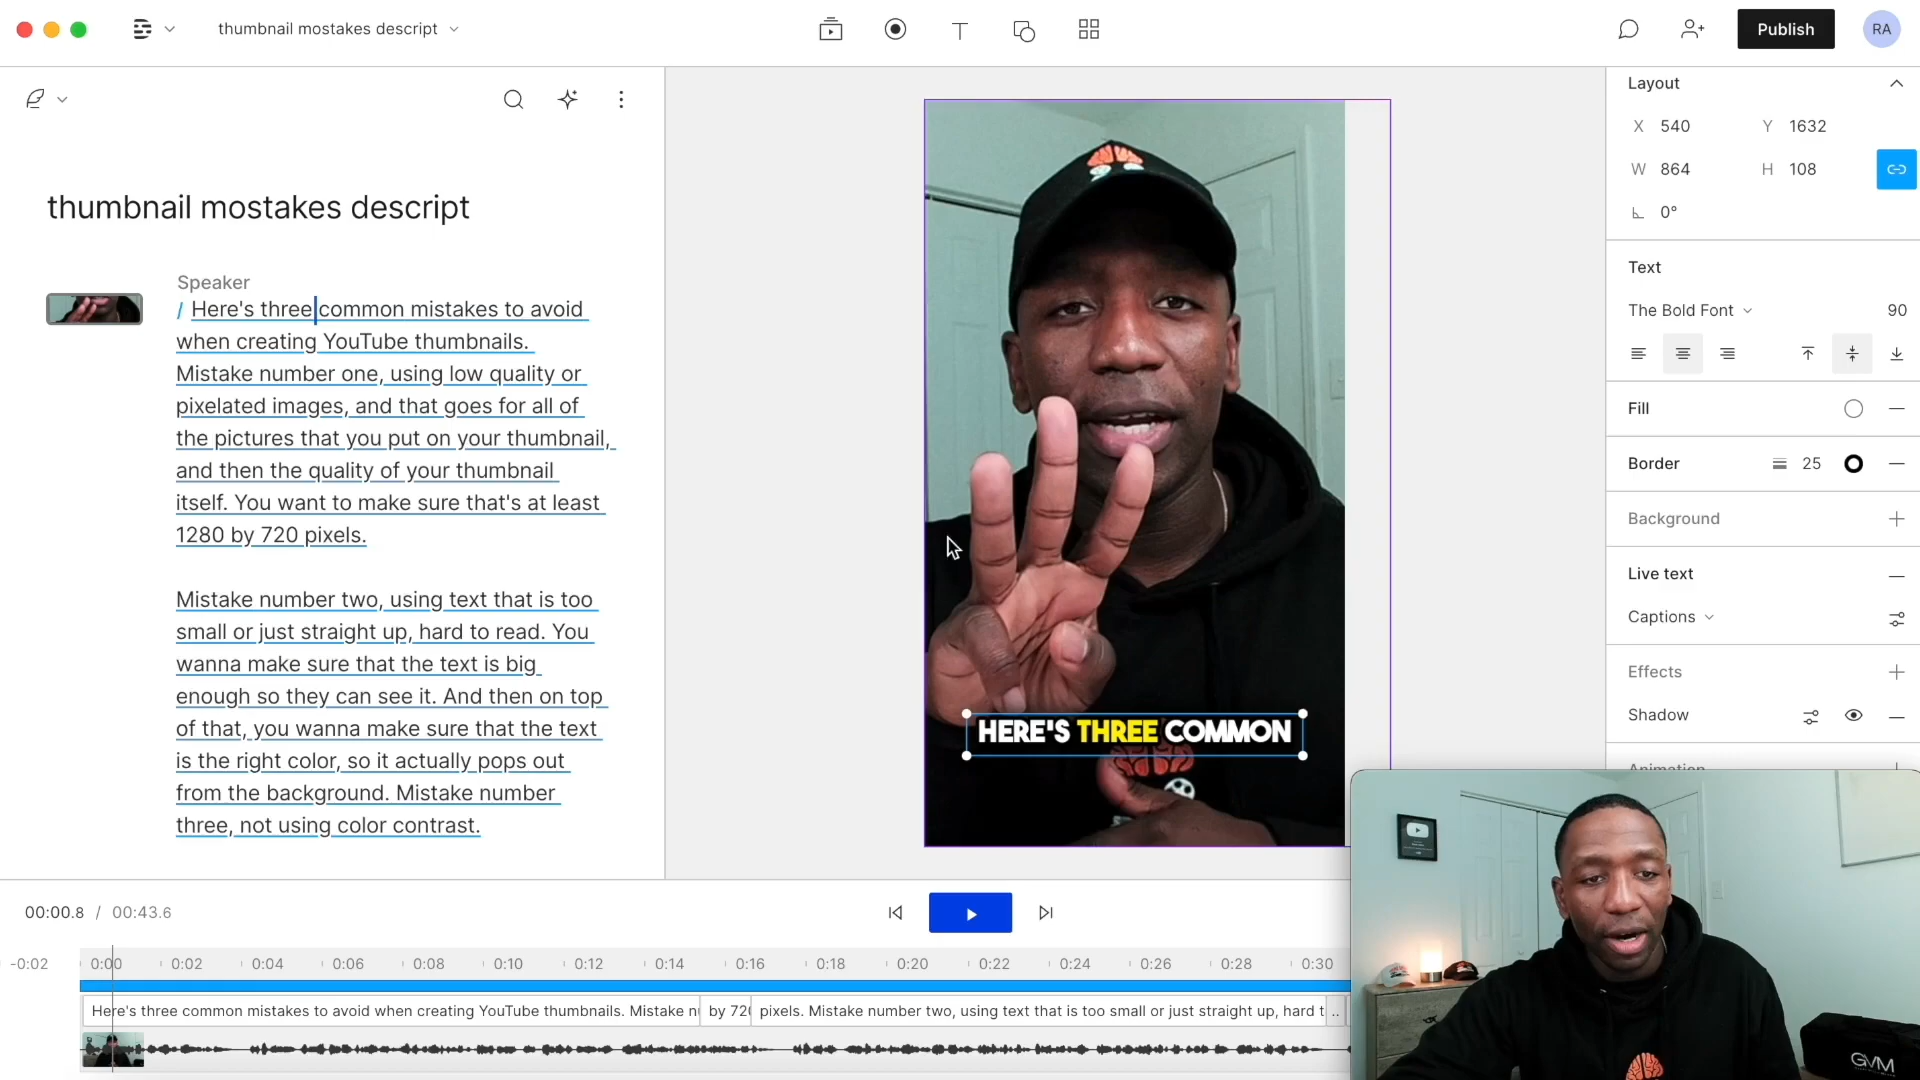 thumbnail mostakes descript
Publish
RA
thumbnail mostakes descript
Speaker
/ Here's three common mistakes to avoid
when creating YouTube thumbnails.
Mistake number one, using low quality or
pixelated images, and that goes for all of
the pictures that you put on your thumbnail,
and then the quality of your thumbnail
itself. You want to make sure that's at least
1280 by 720 pixels.
Mistake number two, using text that is too
small or just straight up, hard to read. You
wanna make sure that the text is big
enough so they can see it. And then on top
of that, you wanna make sure that the text
is the right color, so it actually pops out
from the background. Mistake number
three, not using color contrast.
HERE'S THREE COMMON
Layout
X 540 Y 1632
W 864 H 108
0°
Text
The Bold Font 90
Fill
Border 25
Background
Live text
Captions
Effects
Shadow
Animation
00:00.8 / 00:43.6
-0:02 0:00 0:02 0:04 0:06 0:08 0:10 0:12 0:14 0:16 0:18 0:20 0:22 0:24 0:26 0:28 0:30
Here's three common mistakes to avoid when creating YouTube thumbnails. Mistake nu by 720 pixels. Mistake number two, using text that is too small or just straight up, hard t ..
GVM